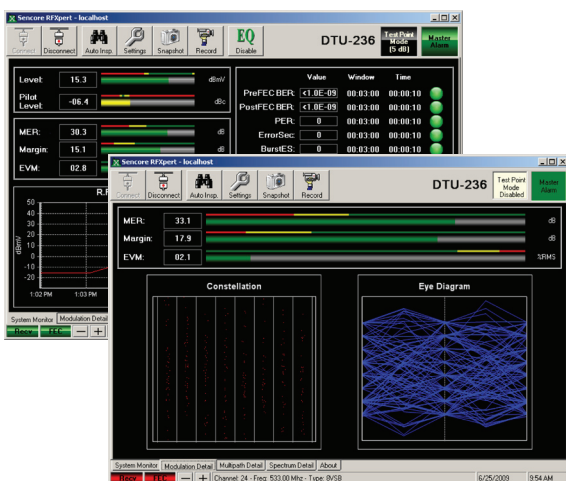 Sencore RFXpert - localhost
Connect Disconnect Auto Insp. Settings Snapshot Record EQ Disable
DTU-236
Test Point Mode (5 dB)
Master Alarm
Level: 15.3 dBmV
Pilot Level: -06.4 dBc
MER: 30.3 dB
Margin: 15.1 dB
EVM: 02.8
Value Window Time
PreFEC BER: <1.0E-09 00:03:00 00:00:10
PostFEC BER: <1.0E-09 00:03:00 00:00:10
PER: 0 00:03:00 00:00:10
ErrorSec: 0 00:03:00 00:00:10
BurstES: 0 00:03:00 00:00:10
R.F
dBmV
50
40
30
20
10
0
-10
-20
1:02 PM 1:03 PM
System Monitor Modulation Detail
Recv FEC - +
Sencore RFXpert - localhost
Connect Disconnect Auto Insp. Settings Snapshot Record
DTU-236
Test Point Mode Disabled
Master Alarm
MER: 33.1 dB
Margin: 17.9 dB
EVM: 02.1 %RMS
Constellation
Eye Diagram
System Monitor Modulation Detail Multipath Detail Spectrum Detail About
Recv FEC - + Channel: 24 - Freq: 533.00 Mhz - Type: 8VSB 6/25/2009 9:54 AM